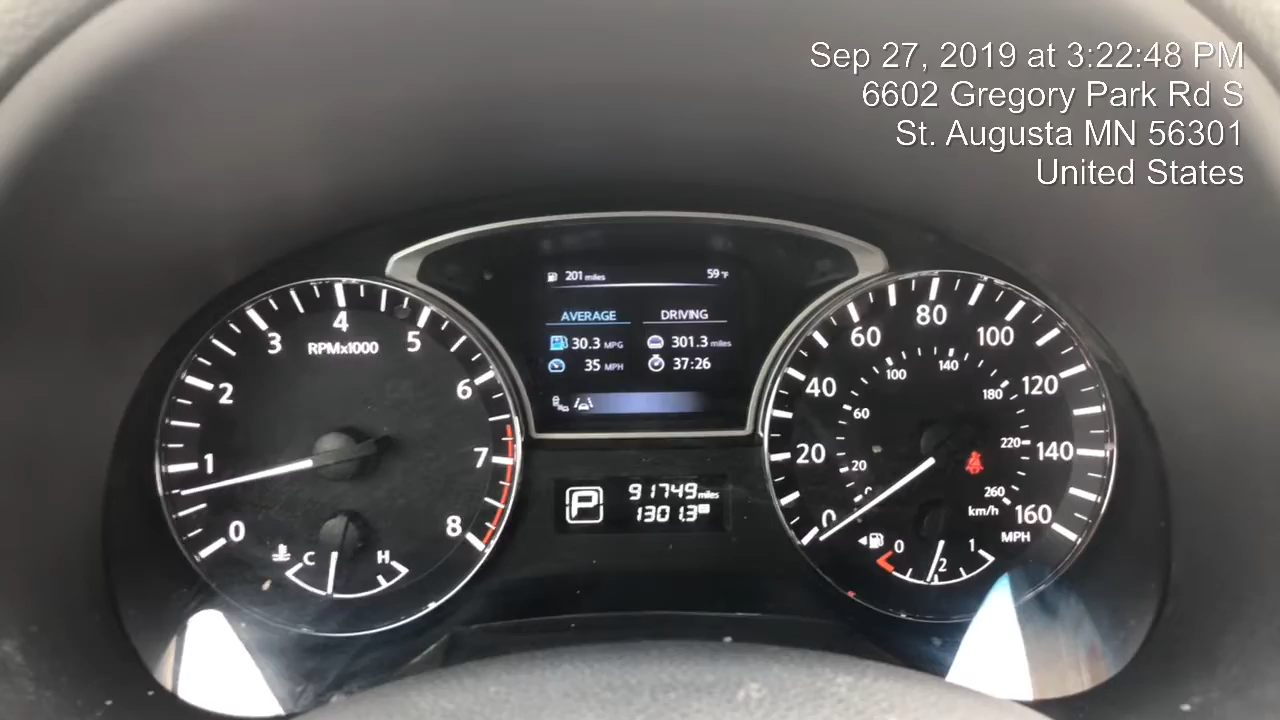 Sep 27, 2019 at 3:22:48 PM
6602 Gregory Park Rd S
St. Augusta MN 56301
United States
201 miles 59°F
AVERAGE DRIVING
30.3 MPG 301.3 miles
35 MPH 37:26
0 1 2 3 4 5 6 7 8
RPMx1000
C H
P 91749 miles
1301.3
0 20 40 60 80 100 120 140 160
MPH
0 20 60 100 140 180 220 260
km/h
0 1/2 1